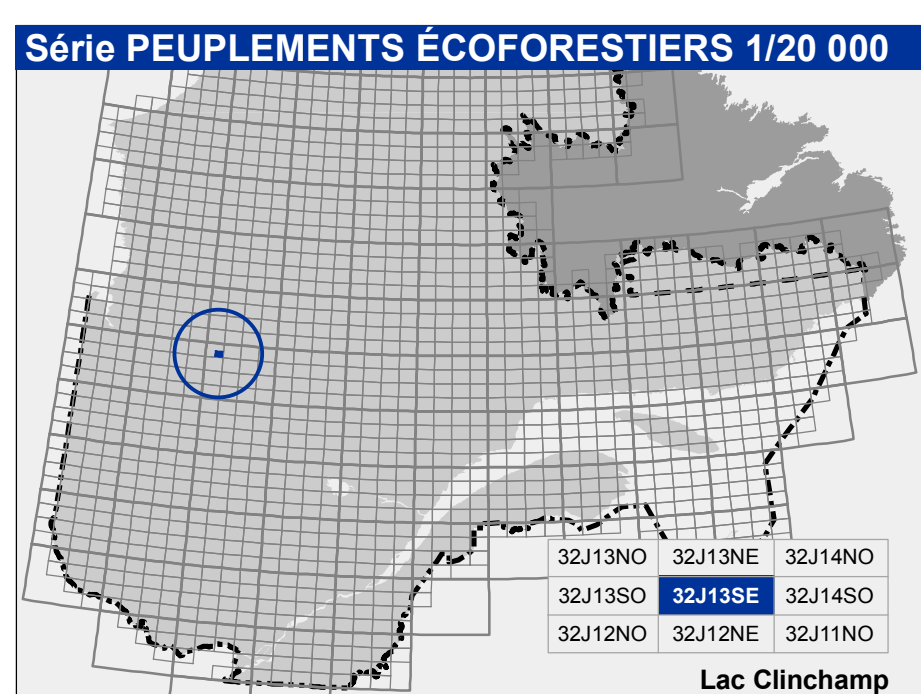 Série PEUPLEMENTS ÉCOFORESTIERS 1/20 000
32J13NO 32J13NE 32J14NO
32J13SO 32J13SE 32J14SO
32J12NO 32J12NE 32J11NO
Lac Clinchamp